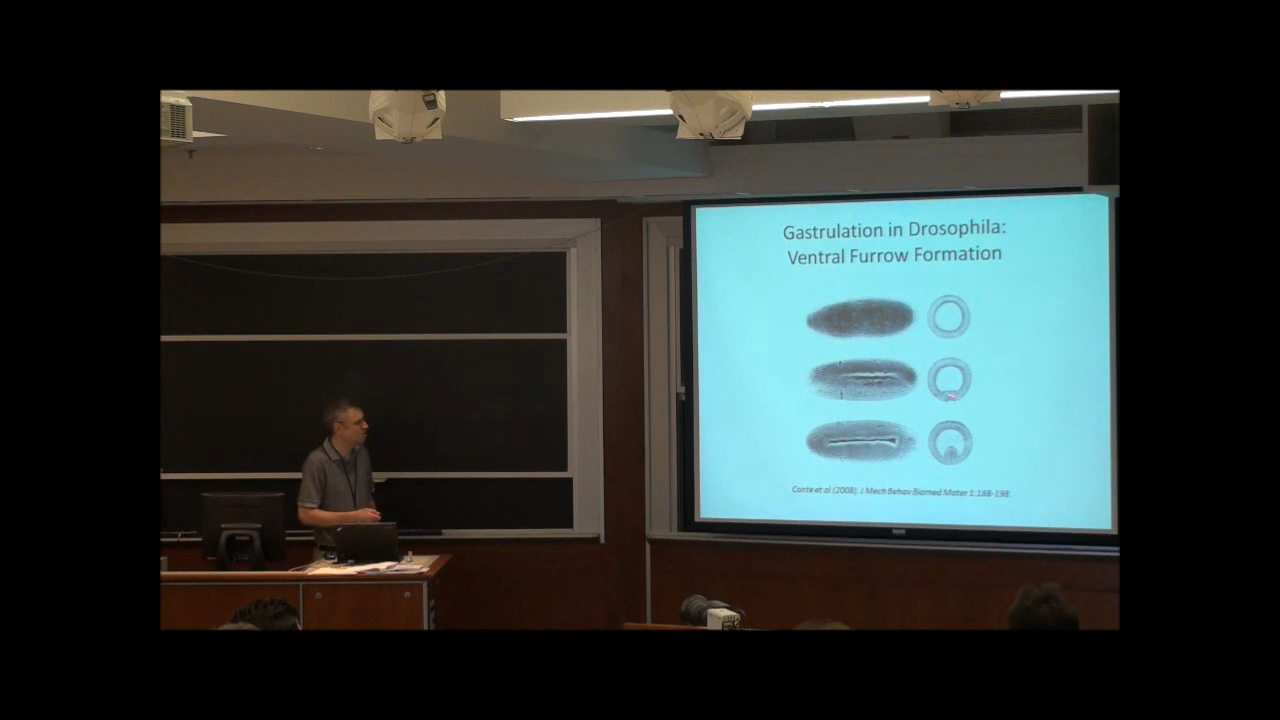 Gastrulation in Drosophila:
Ventral Furrow Formation
Conte et al (2008). J Mech Behav Biomed Mater 1:188-198.